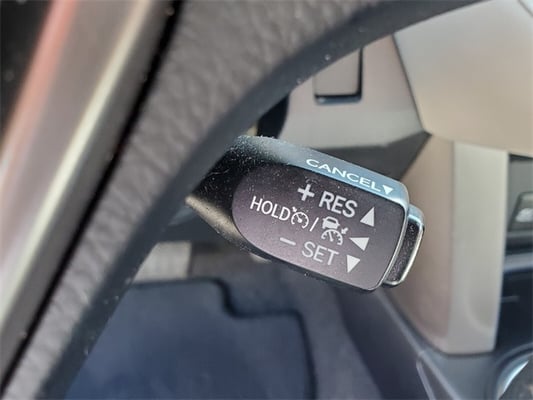 CANCEL▼
+ RES ▲
HOLD / ◀
− SET ▼